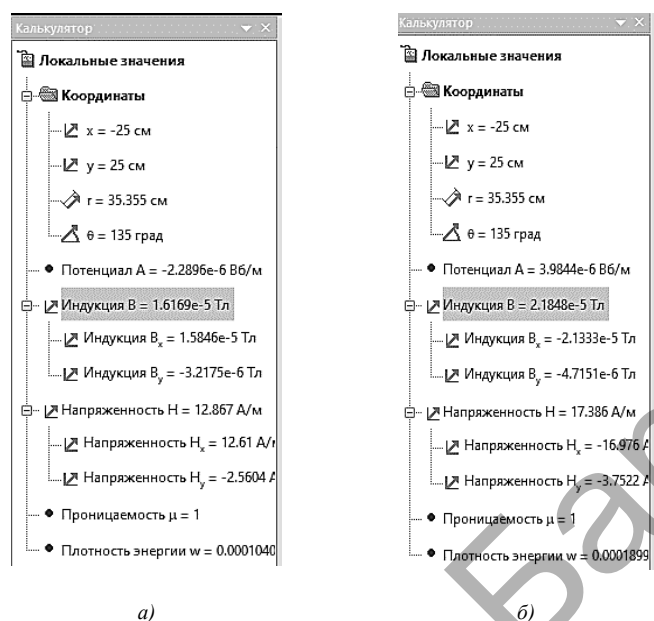 Калькулятор
Локальные значения
Координаты
x = -25 см
y = 25 см
r = 35.355 см
θ = 135 град
Потенциал A = -2.2896e-6 Вб/м
Индукция B = 1.6169e-5 Тл
Индукция Bx = 1.5846e-5 Тл
Индукция By = -3.2175e-6 Тл
Напряженность H = 12.867 А/м
Напряженность Hx = 12.61 А/м
Напряженность Hy = -2.5604 А
Проницаемость μ = 1
Плотность энергии w = 0.0001040
а)
Калькулятор
Локальные значения
Координаты
x = -25 см
y = 25 см
r = 35.355 см
θ = 135 град
Потенциал A = 3.9844e-6 Вб/м
Индукция B = 2.1848e-5 Тл
Индукция Bx = -2.1333e-5 Тл
Индукция By = -4.7151e-6 Тл
Напряженность H = 17.386 А/м
Напряженность Hx = -16.976 А
Напряженность Hy = -3.7522 А
Проницаемость μ = 1
Плотность энергии w = 0.0001899
б)
Бар